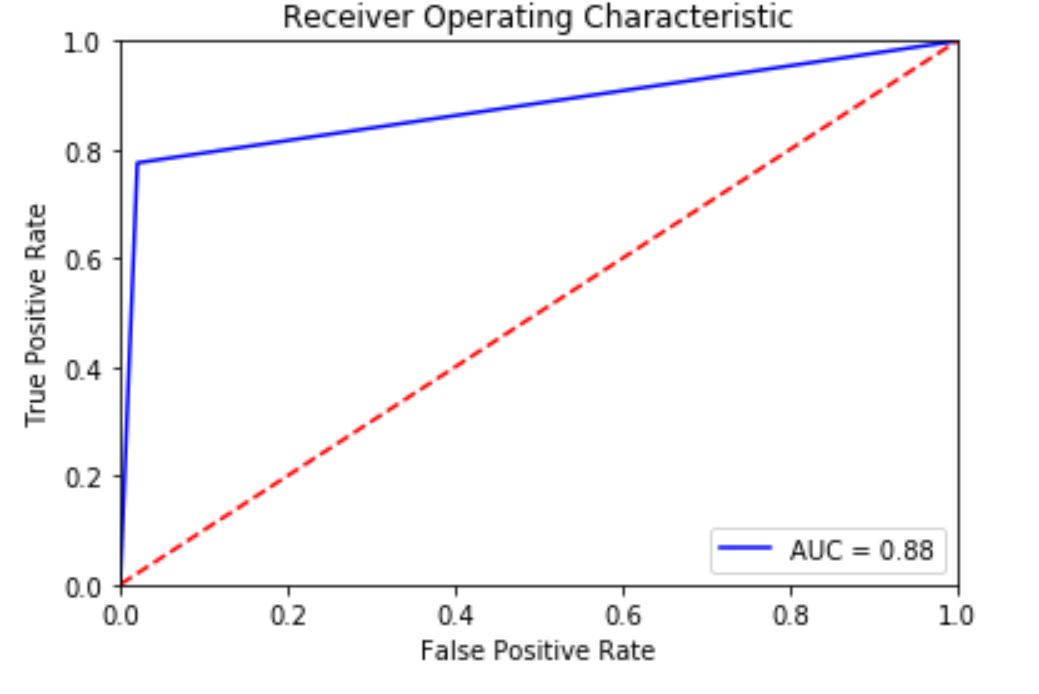 Receiver Operating Characteristic
1.0
0.8
0.6
0.4
0.2
0.0
True Positive Rate
AUC = 0.88
0.0 0.2 0.4 0.6 0.8 1.0
False Positive Rate